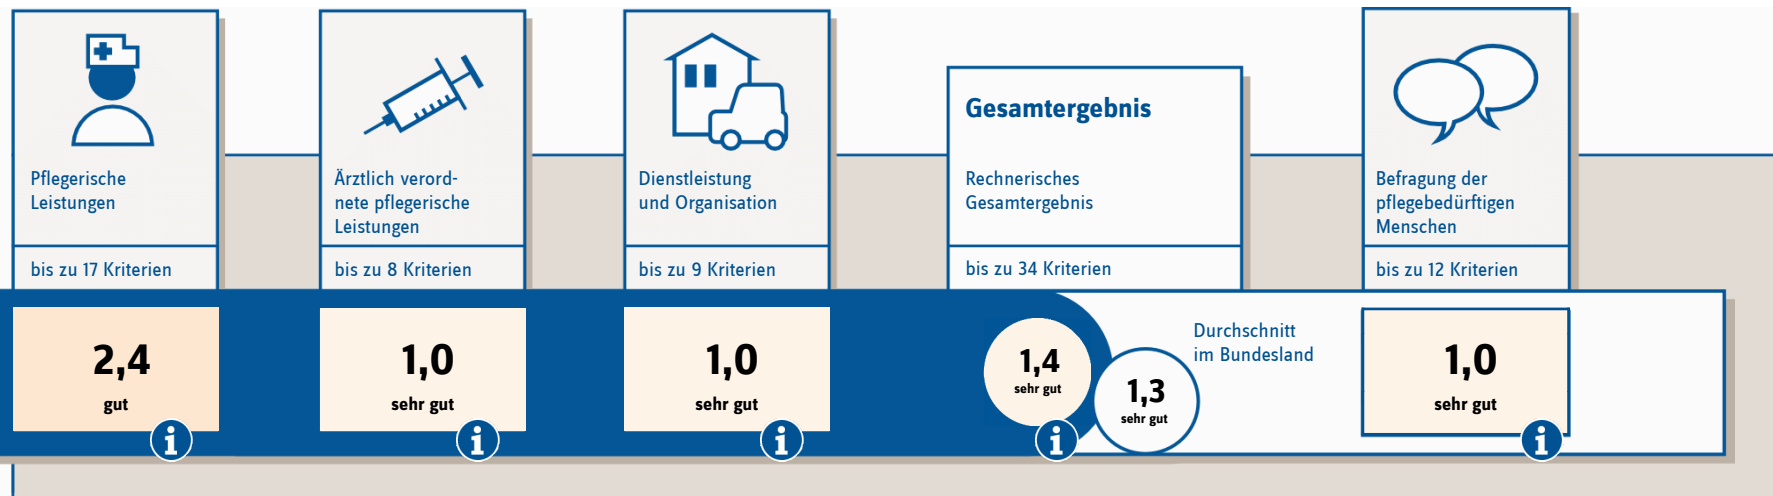 Pflegerische
Leistungen
bis zu 17 Kriterien
2,4
gut
Ärztlich verord-
nete pflegerische
Leistungen
bis zu 8 Kriterien
1,0
sehr gut
Dienstleistung
und Organisation
bis zu 9 Kriterien
1,0
sehr gut
Gesamtergebnis
Rechnerisches
Gesamtergebnis
bis zu 34 Kriterien
1,4
sehr gut
Durchschnitt
im Bundesland
1,3
sehr gut
Befragung der
pflegebedürftigen
Menschen
bis zu 12 Kriterien
1,0
sehr gut